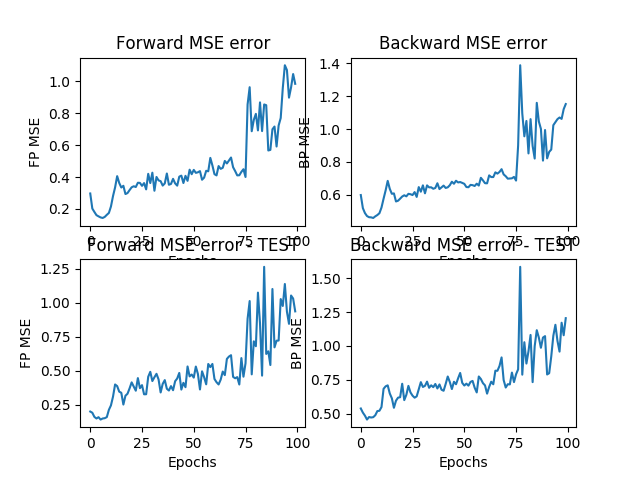 Forward MSE error
FP MSE
1.0
0.8
0.6
0.4
0.2
0 25 50 75 100
Epochs
Backward MSE error
BP MSE
1.4
1.2
1.0
0.8
0.6
0 25 50 75 100
Forward MSE error - TEST
FP MSE
1.25
1.00
0.75
0.50
0.25
0 25 50 75 100
Epochs
Backward MSE error - TEST
BP MSE
1.50
1.25
1.00
0.75
0.50
0 25 50 75 100
Epochs